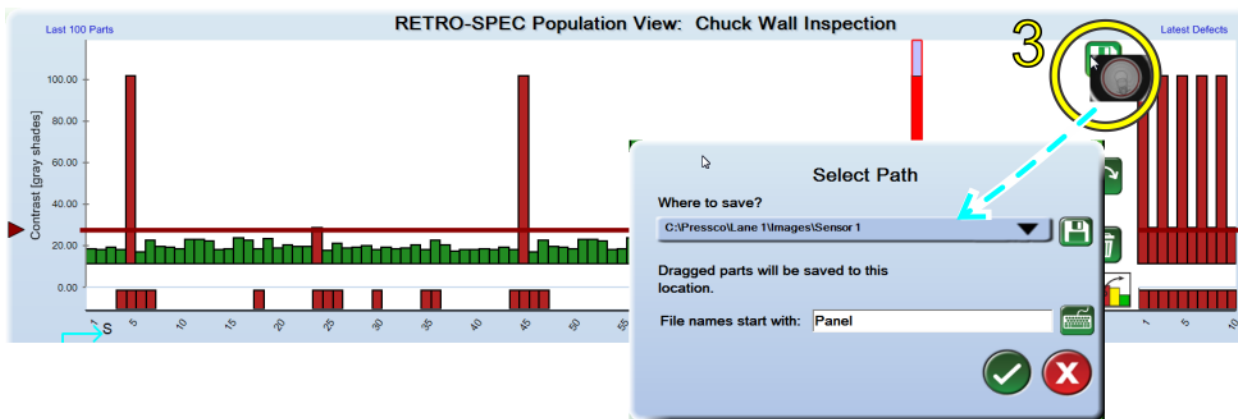 RETRO-SPEC Population View: Chuck Wall Inspection
Last 100 Parts
Latest Defects
3
Contrast [gray shades]
100.00
80.00
60.00
40.00
20.00
0.00
S
1 5 10 15 20 25 30 35 40 45 50 55
1 5 10
Select Path
Where to save?
C:\Pressco\Lane 1\Images\Sensor 1
Dragged parts will be saved to this
location.
File names start with: Panel
X